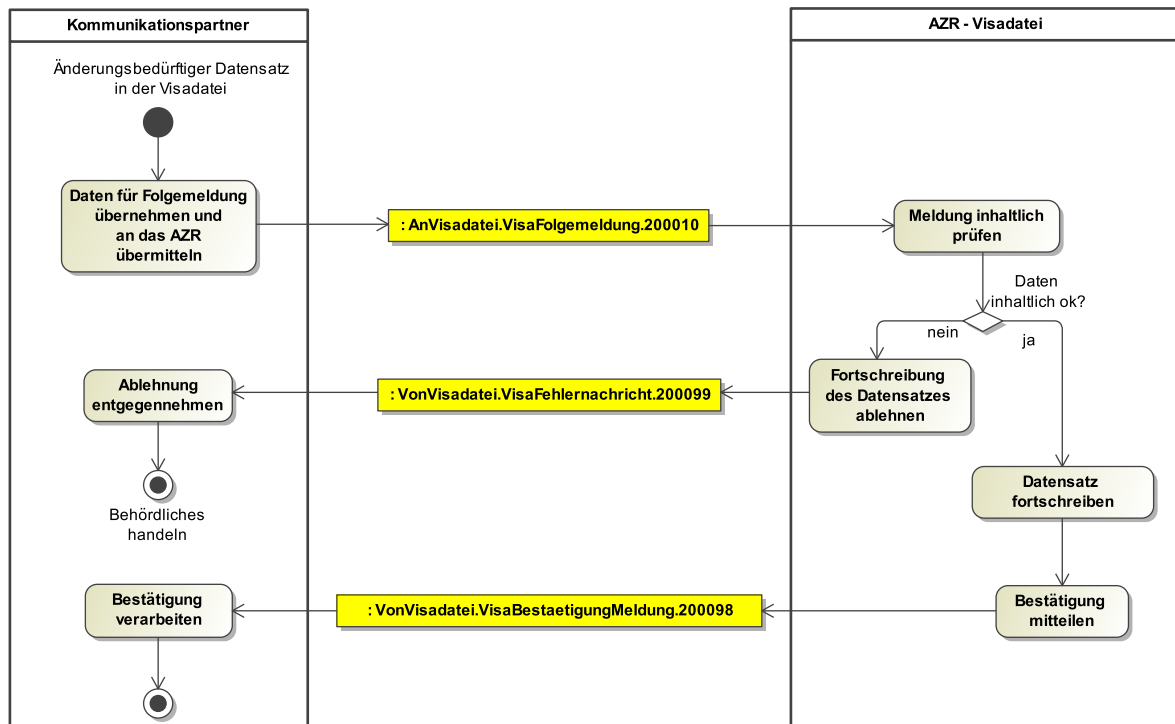 Kommunikationspartner
AZR - Visadatei
Änderungsbedürftiger Datensatz
in der Visadatei
Daten für Folgemeldung
übernehmen und
an das AZR
übermitteln
: AnVisadatei.VisaFolgemeldung.200010
Meldung inhaltlich
prüfen
Daten
inhaltlich ok?
nein
ja
Ablehnung
entgegennehmen
: VonVisadatei.VisaFehlernachricht.200099
Fortschreibung
des Datensatzes
ablehnen
Datensatz
fortschreiben
Behördliches
handeln
Bestätigung
verarbeiten
: VonVisadatei.VisaBestaetigungMeldung.200098
Bestätigung
mitteilen